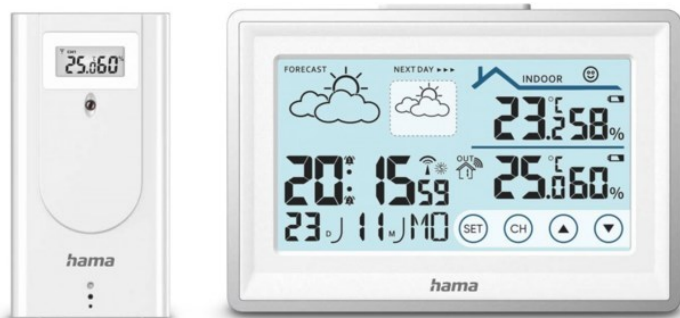 25.0 60%
hama
FORECAST
NEXT DAY ►►►
INDOOR
23.2 °C 58%
20:15 59
OUT
25.0 °C 60%
23 D 11 M MO
SET CH ▲ ▼
hama